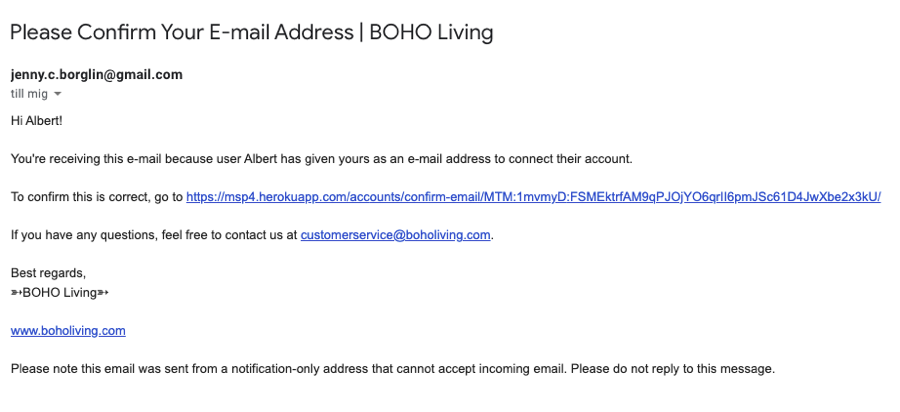 Please Confirm Your E-mail Address | BOHO Living
jenny.c.borglin@gmail.com
till mig
Hi Albert!
You're receiving this e-mail because user Albert has given yours as an e-mail address to connect their account.
To confirm this is correct, go to https://msp4.herokuapp.com/accounts/confirm-email/MTM:1mvmyD:FSMEktrfAM9qPJOjYO6qrlI6pmJSc61D4JwXbe2x3kU/
If you have any questions, feel free to contact us at customerservice@boholiving.com.
Best regards,
➵BOHO Living➵
www.boholiving.com
Please note this email was sent from a notification-only address that cannot accept incoming email. Please do not reply to this message.